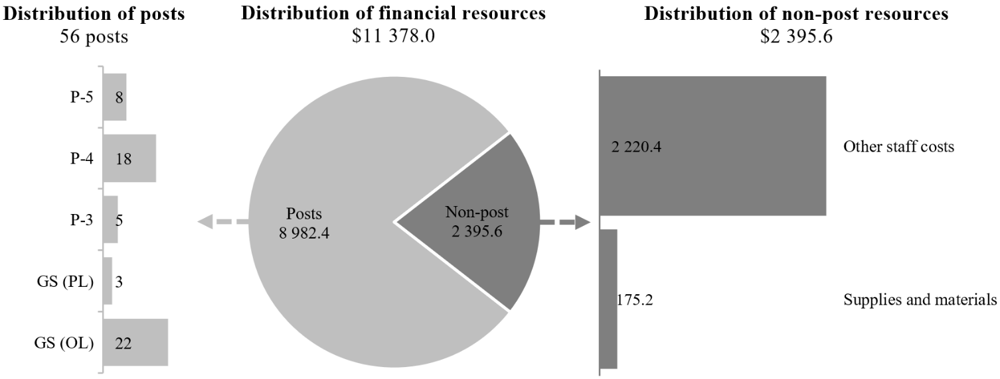 Distribution of posts
56 posts
P-5
8
P-4
18
P-3
5
GS (PL)
3
GS (OL)
22
Distribution of financial resources
$11 378.0
Posts
8 982.4
Non-post
2 395.6
Distribution of non-post resources
$2 395.6
2 220.4
Other staff costs
175.2
Supplies and materials